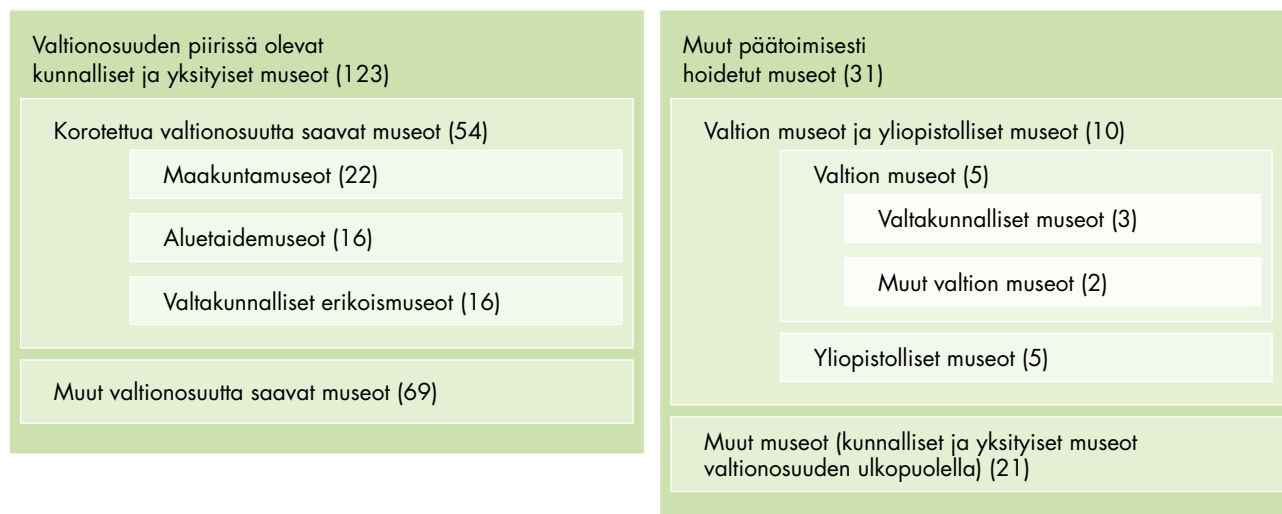 Valtionosuuden piirissä olevat
kunnalliset ja yksityiset museot (123)
Korotettua valtionosuutta saavat museot (54)
Maakuntamuseot (22)
Aluetaidemuseot (16)
Valtakunnalliset erikoismuseot (16)
Muut valtionosuutta saavat museot (69)
Muut päätoimisesti
hoidetut museot (31)
Valtion museot ja yliopistolliset museot (10)
Valtion museot (5)
Valtakunnalliset museot (3)
Muut valtion museot (2)
Yliopistolliset museot (5)
Muut museot (kunnalliset ja yksityiset museot
valtionosuuden ulkopuolella) (21)